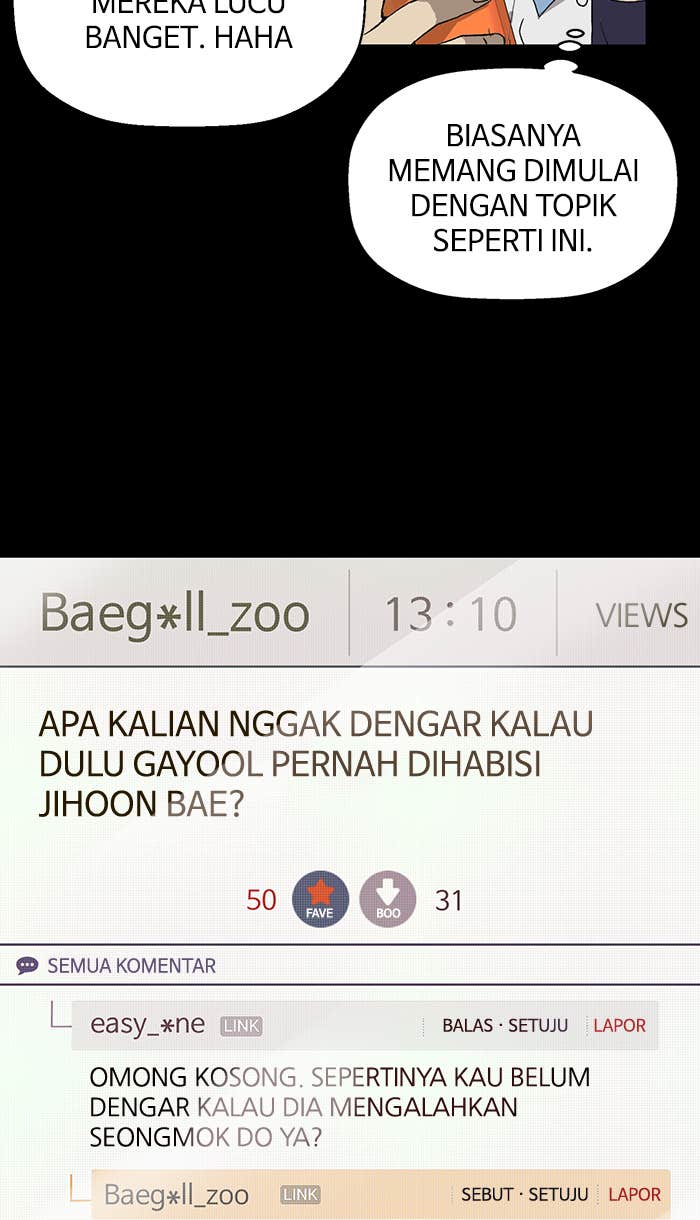 MEREKA LUCU
BANGET. HAHA
BIASANYA
MEMANG DIMULAI
DENGAN TOPIK
SEPERTI INI.
Baeg*ll_zoo 13:10 VIEWS
APA KALIAN NGGAK DENGAR KALAU
DULU GAYOOL PERNAH DIHABISI
JIHOON BAE?
50 FAVE BOO 31
SEMUA KOMENTAR
easy_*ne LINK BALAS · SETUJU LAPOR
OMONG KOSONG. SEPERTINYA KAU BELUM
DENGAR KALAU DIA MENGALAHKAN
SEONGMOK DO YA?
Baeg*ll_zoo LINK SEBUT · SETUJU LAPOR